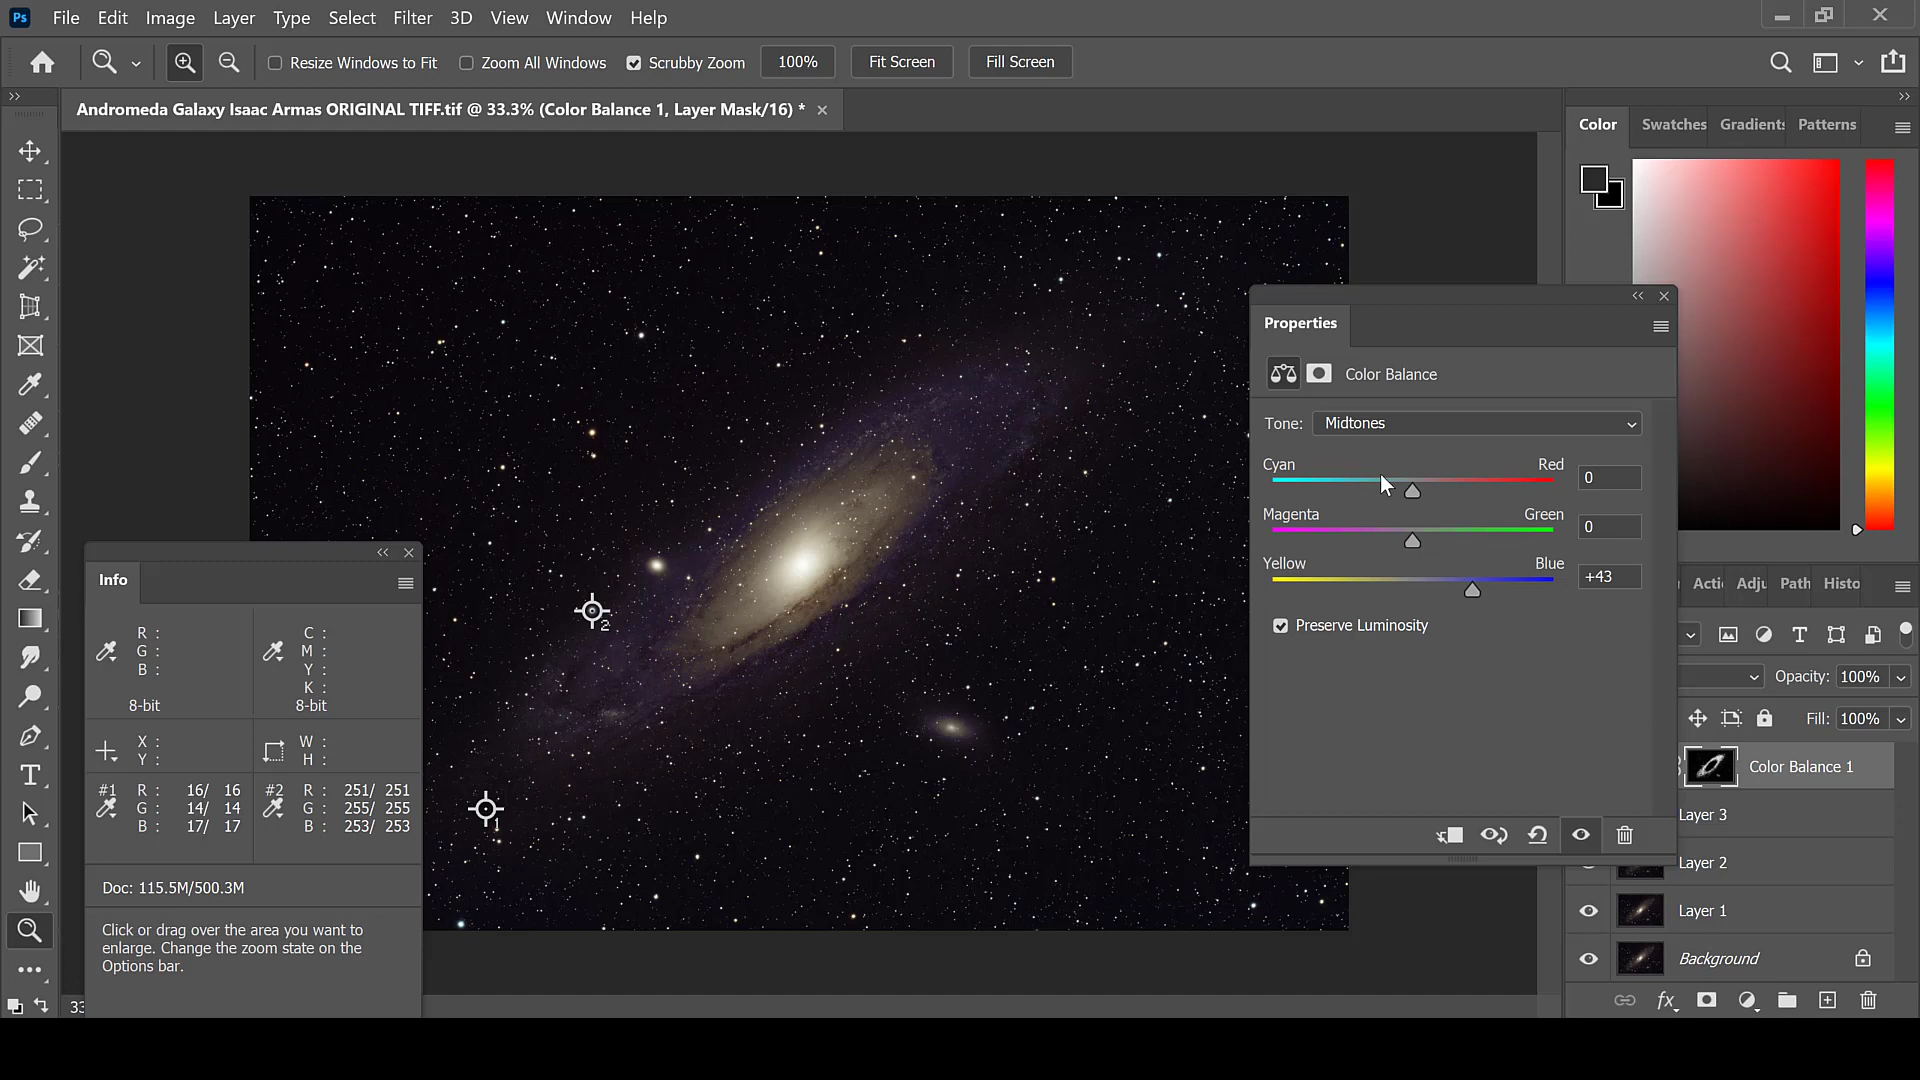 Ps File Edit Image Layer Type Select Filter 3D View Window Help
Resize Windows to Fit Zoom All Windows Scrubby Zoom 100% Fit Screen Fill Screen
Andromeda Galaxy Isaac Armas ORIGINAL TIFF.tif @ 33.3% (Color Balance 1, Layer Mask/16) *
Color Swatches Gradients Patterns
Properties
Color Balance
Tone: Midtones
Cyan Red 0
Magenta Green 0
Yellow Blue +43
Preserve Luminosity
Info
R : C :
G : M :
B : Y :
K :
8-bit 8-bit
X : W :
Y : H :
#1 R : 16/ 16 #2 R : 251/ 251
G : 14/ 14 G : 255/ 255
B : 17/ 17 B : 253/ 253
Doc: 115.5M/500.3M
Click or drag over the area you want to
enlarge. Change the zoom state on the
Options bar.
2
1
33
Acti Adju Path Histo
Opacity: 100%
Fill: 100%
Color Balance 1
Layer 3
Layer 2
Layer 1
Background
fx